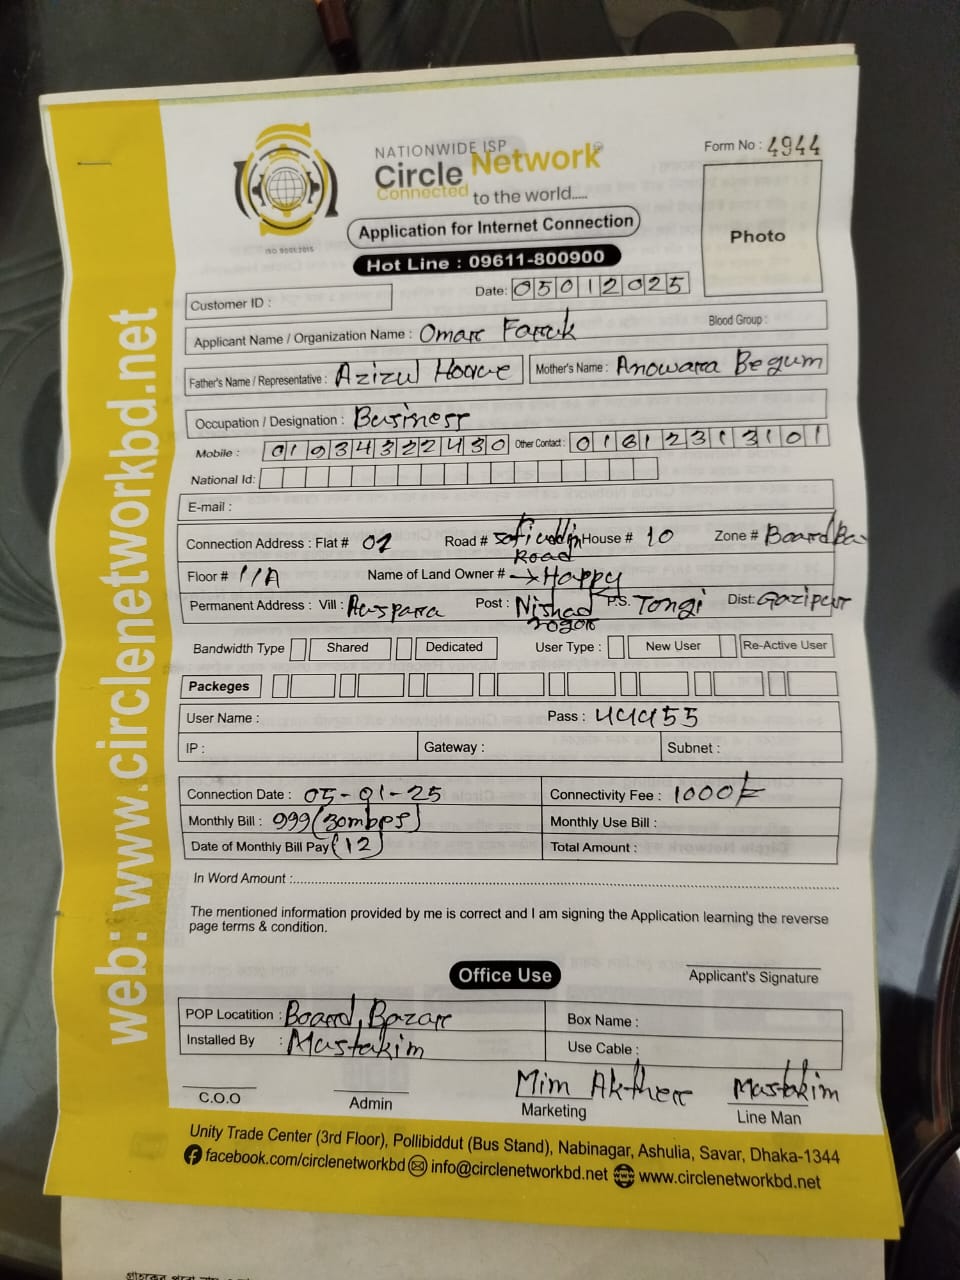 NATIONWIDE ISP
Circle Network
Connected to the world.....
ISO 9001:2015
Form No : 4944
Photo
Application for Internet Connection
Hot Line : 09611-800900
Date: 05012025
Customer ID :
Applicant Name / Organization Name : Omar Faruk Blood Group :
Father's Name / Representative : Azizul Hoque Mother's Name : Anowara Begum
Occupation / Designation : Business
Mobile : 01934322430 Other Contact : 01612313101
National Id:
E-mail :
Connection Address : Flat # 02 Road # Sofiuddin Road House # 10 Zone # Board Ba
Floor # 1/A Name of Land Owner # → Happy
Permanent Address : Vill : Auspara Post : Nishad Nogor P.S. Tongi Dist: Gazipur
Bandwidth Type Shared Dedicated User Type : New User Re-Active User
Packeges
User Name : Pass : 44455
IP : Gateway : Subnet :
Connection Date : 05-01-25 Connectivity Fee : 1000/=
Monthly Bill : 999 (30mbps) Monthly Use Bill :
Date of Monthly Bill Pay (12) Total Amount :
In Word Amount :
The mentioned information provided by me is correct and I am signing the Application learning the reverse
page terms & condition.
Office Use
Applicant's Signature
POP Locatition : Board, Bazar Box Name :
Installed By : Mustakim Use Cable :
Mim Akther Mostakim
C.O.O Admin Marketing Line Man
Unity Trade Center (3rd Floor), Pollibiddut (Bus Stand), Nabinagar, Ashulia, Savar, Dhaka-1344
facebook.com/circlenetworkbd info@circlenetworkbd.net www.circlenetworkbd.net
web: www.circlenetworkbd.net